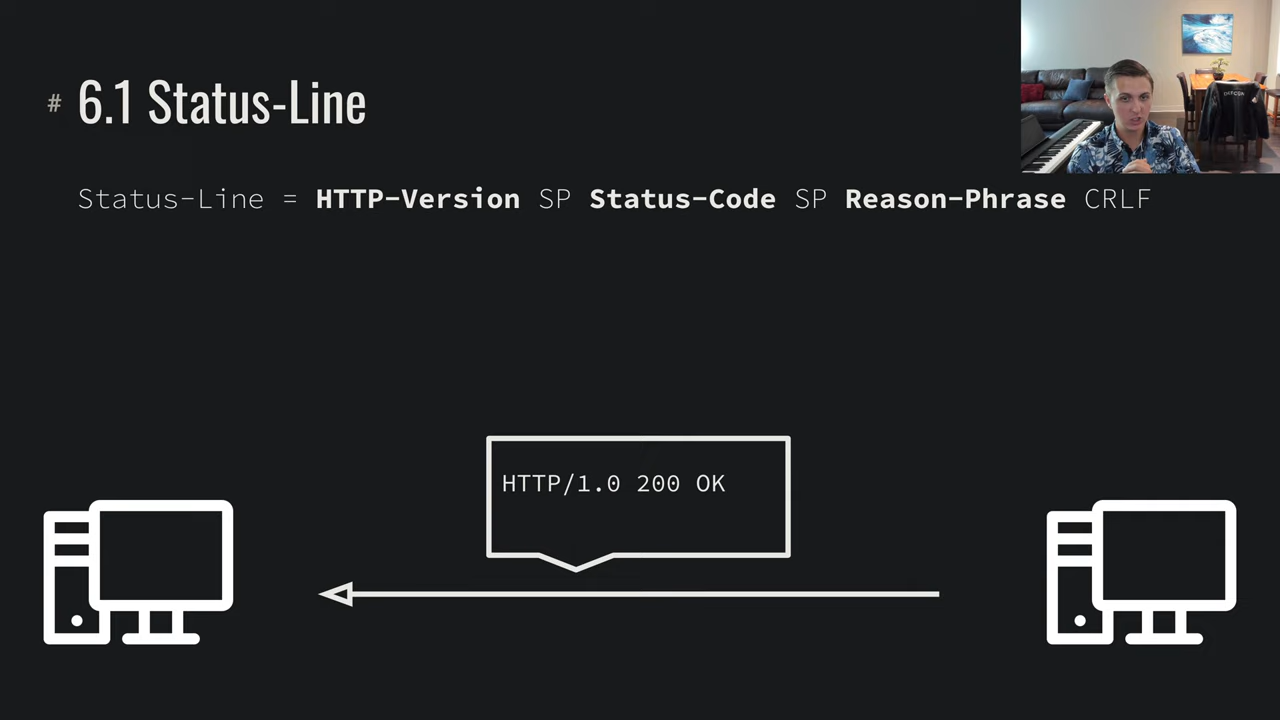 # 6.1 Status-Line
Status-Line = HTTP-Version SP Status-Code SP Reason-Phrase CRLF
HTTP/1.0 200 OK
DEFCON